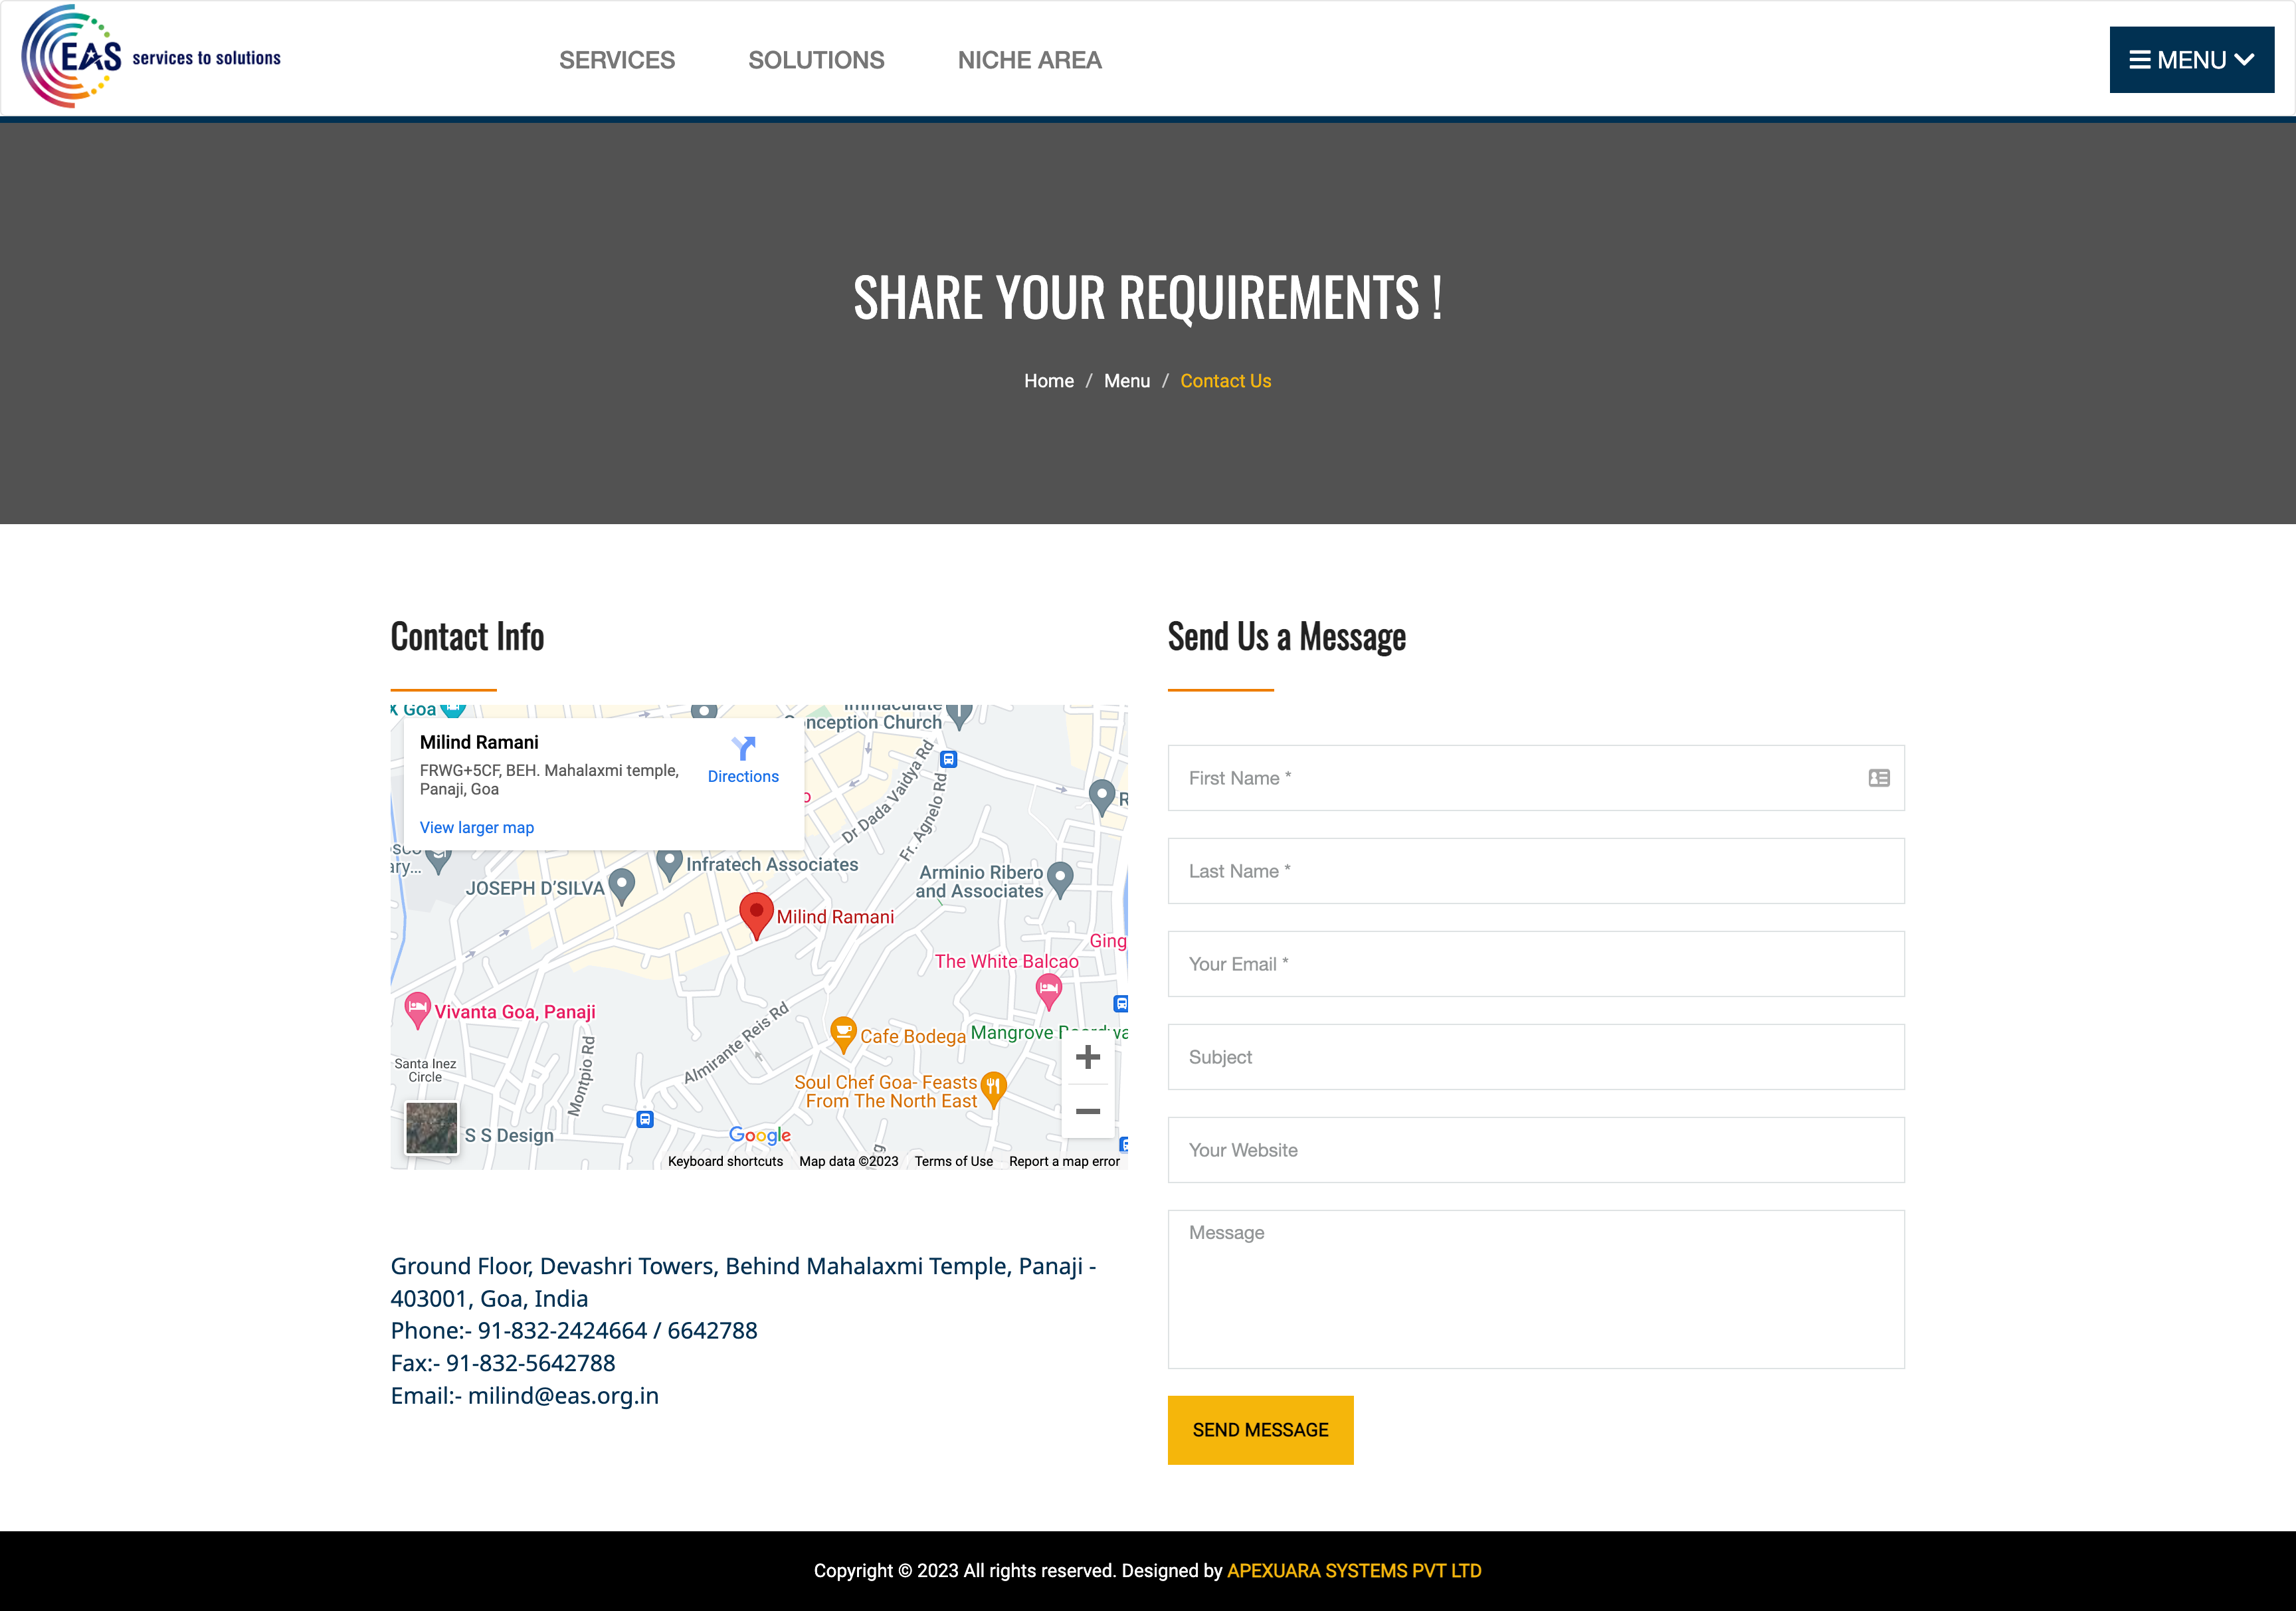 EAS services to solutions
SERVICES
SOLUTIONS
NICHE AREA
MENU
SHARE YOUR REQUIREMENTS !
Home / Menu / Contact Us
Contact Info
X Goa
Conception Church
Milind Ramani
FRWG+5CF, BEH. Mahalaxmi temple,
Panaji, Goa
Directions
View larger map
Dr Dada Vaidya Rd
Fr. Agnelo Rd
Infratech Associates
JOSEPH D'SILVA
Arminio Ribero
and Associates
Milind Ramani
The White Balcao
Vivanta Goa, Panaji
Almirante Reis Rd
Cafe Bodega
Mangrove
Santa Inez
Circle
Montpio Rd
Soul Chef Goa- Feasts
From The North East
S S Design
Google
Keyboard shortcuts
Map data ©2023
Terms of Use
Report a map error
Ground Floor, Devashri Towers, Behind Mahalaxmi Temple, Panaji -
403001, Goa, India
Phone:- 91-832-2424664 / 6642788
Fax:- 91-832-5642788
Email:- milind@eas.org.in
Send Us a Message
First Name *
Last Name *
Your Email *
Subject
Your Website
Message
SEND MESSAGE
Copyright © 2023 All rights reserved. Designed by APEXUARA SYSTEMS PVT LTD